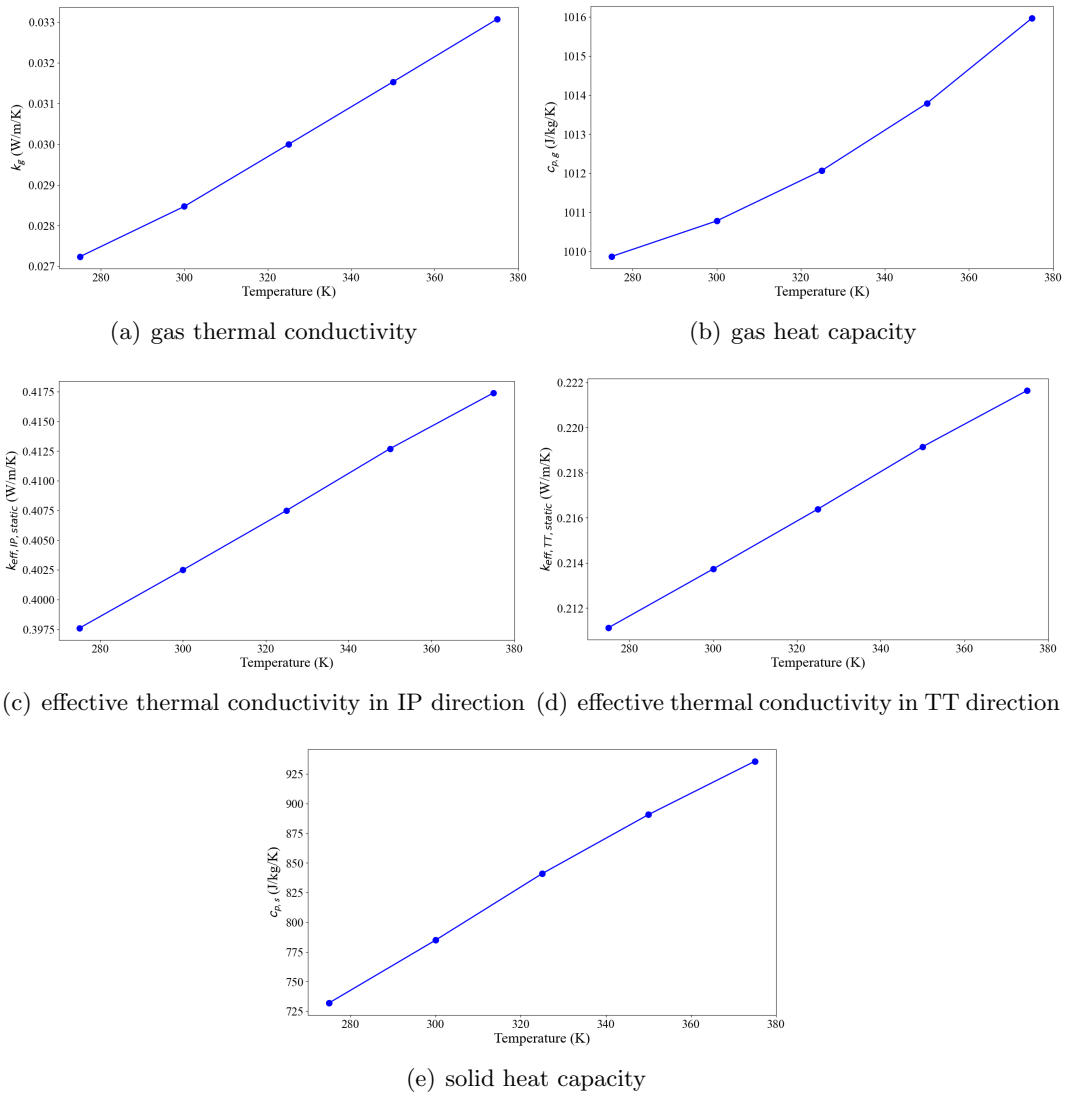 0.033
0.032
0.031
0.030
0.029
0.028
0.027
k_g (W/m/K)
280 300 320 340 360 380
Temperature (K)
1016
1015
1014
1013
1012
1011
1010
c_{p, g} (J/kg/K)
280 300 320 340 360 380
Temperature (K)
(a) gas thermal conductivity
(b) gas heat capacity
0.4175
0.4150
0.4125
0.4100
0.4075
0.4050
0.4025
0.4000
0.3975
k_{eff, IP, static} (W/m/K)
280 300 320 340 360 380
Temperature (K)
0.222
0.220
0.218
0.216
0.214
0.212
k_{eff, TT, static} (W/m/K)
280 300 320 340 360 380
Temperature (K)
(c) effective thermal conductivity in IP direction
(d) effective thermal conductivity in TT direction
925
900
875
850
825
800
775
750
725
c_{p, s} (J/kg/K)
280 300 320 340 360 380
Temperature (K)
(e) solid heat capacity